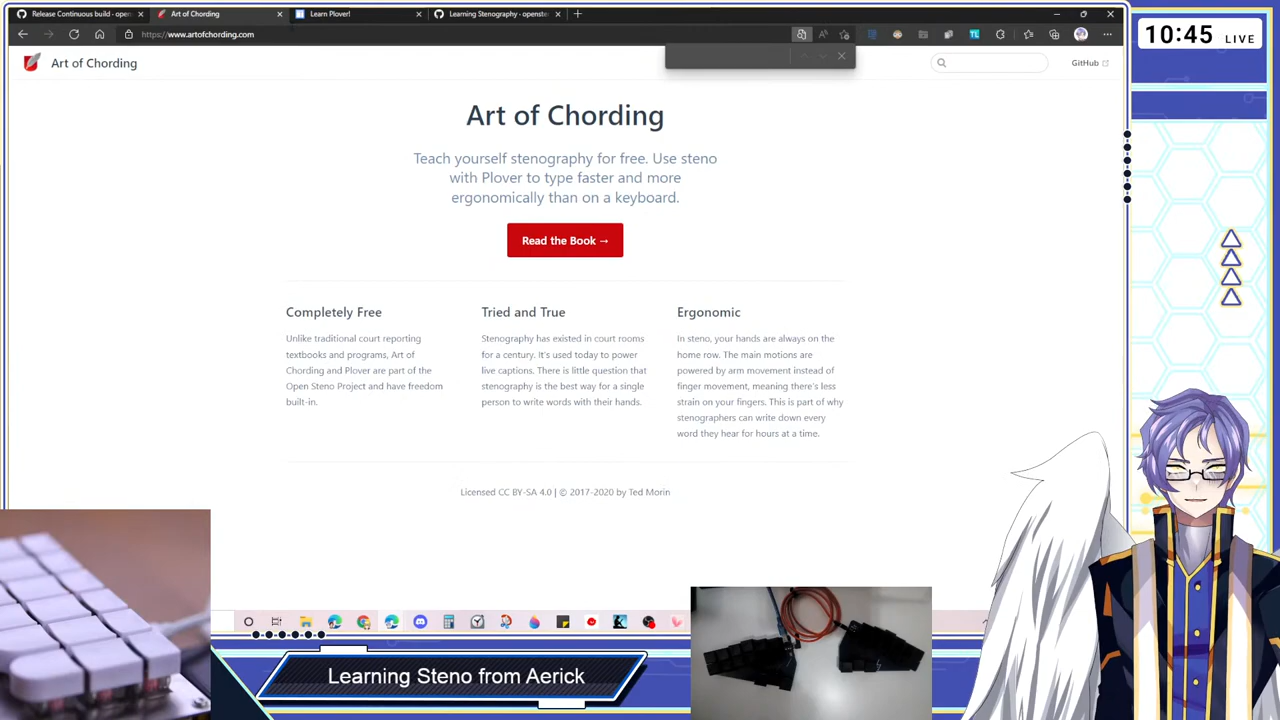 Release Continuous build - open
Art of Chording
Learn Plover!
Learning Stenography - openste
https://www.artofchording.com
10:45 LIVE
Art of Chording
GitHub
Art of Chording
Teach yourself stenography for free. Use steno
with Plover to type faster and more
ergonomically than on a keyboard.
Read the Book →
Completely Free
Unlike traditional court reporting
textbooks and programs, Art of
Chording and Plover are part of the
Open Steno Project and have freedom
built-in.
Tried and True
Stenography has existed in court rooms
for a century. It's used today to power
live captions. There is little question that
stenography is the best way for a single
person to write words with their hands.
Ergonomic
In steno, your hands are always on the
home row. The main motions are
powered by arm movement instead of
finger movement, meaning there's less
strain on your fingers. This is part of why
stenographers can write down every
word they hear for hours at a time.
Licensed CC BY-SA 4.0 | © 2017-2020 by Ted Morin
Learning Steno from Aerick